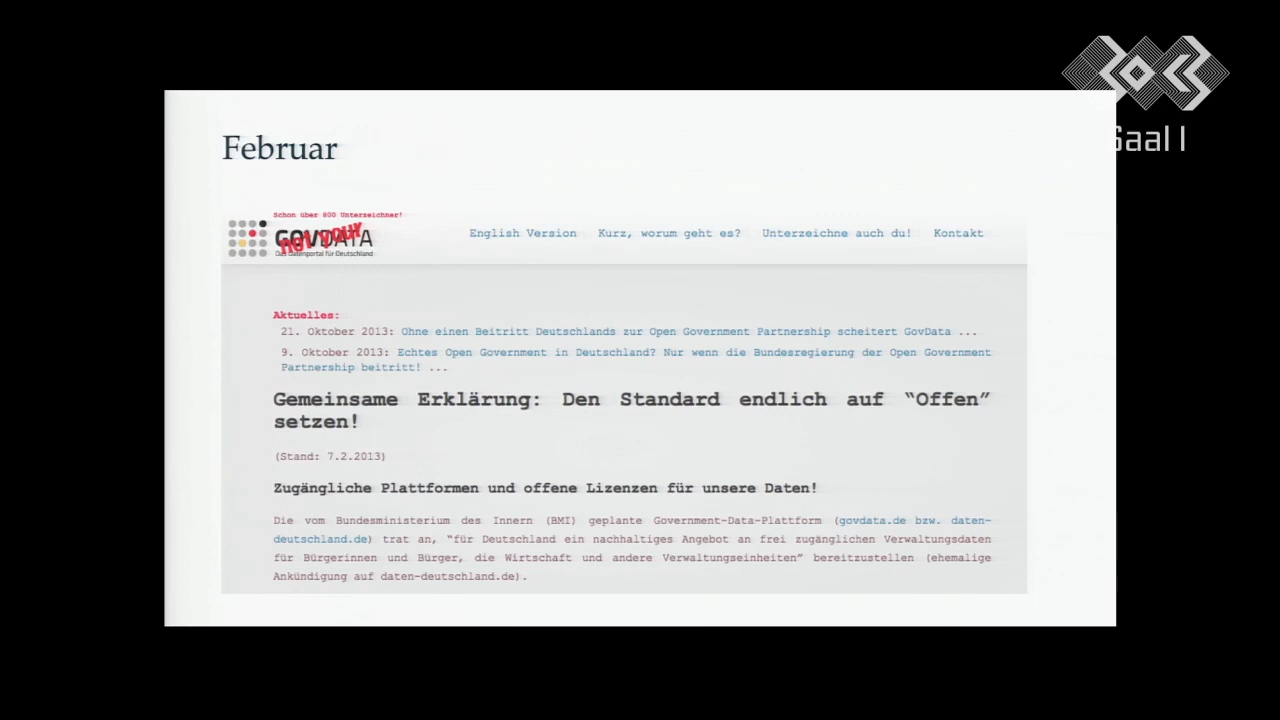 Saal I
Februar
Schon über 800 Unterzeichner!
GOVDATA
not your
Das Datenportal für Deutschland
English Version Kurz, worum geht es? Unterzeichne auch du! Kontakt
Aktuelles:
21. Oktober 2013: Ohne einen Beitritt Deutschlands zur Open Government Partnership scheitert GovData ...
9. Oktober 2013: Echtes Open Government in Deutschland? Nur wenn die Bundesregierung der Open Government
Partnership beitritt! ...
Gemeinsame Erklärung: Den Standard endlich auf “Offen”
setzen!
(Stand: 7.2.2013)
Zugängliche Plattformen und offene Lizenzen für unsere Daten!
Die vom Bundesministerium des Innern (BMI) geplante Government-Data-Plattform (govdata.de bzw. daten-
deutschland.de) trat an, “für Deutschland ein nachhaltiges Angebot an frei zugänglichen Verwaltungsdaten
für Bürgerinnen und Bürger, die Wirtschaft und andere Verwaltungseinheiten” bereitzustellen (ehemalige
Ankündigung auf daten-deutschland.de).